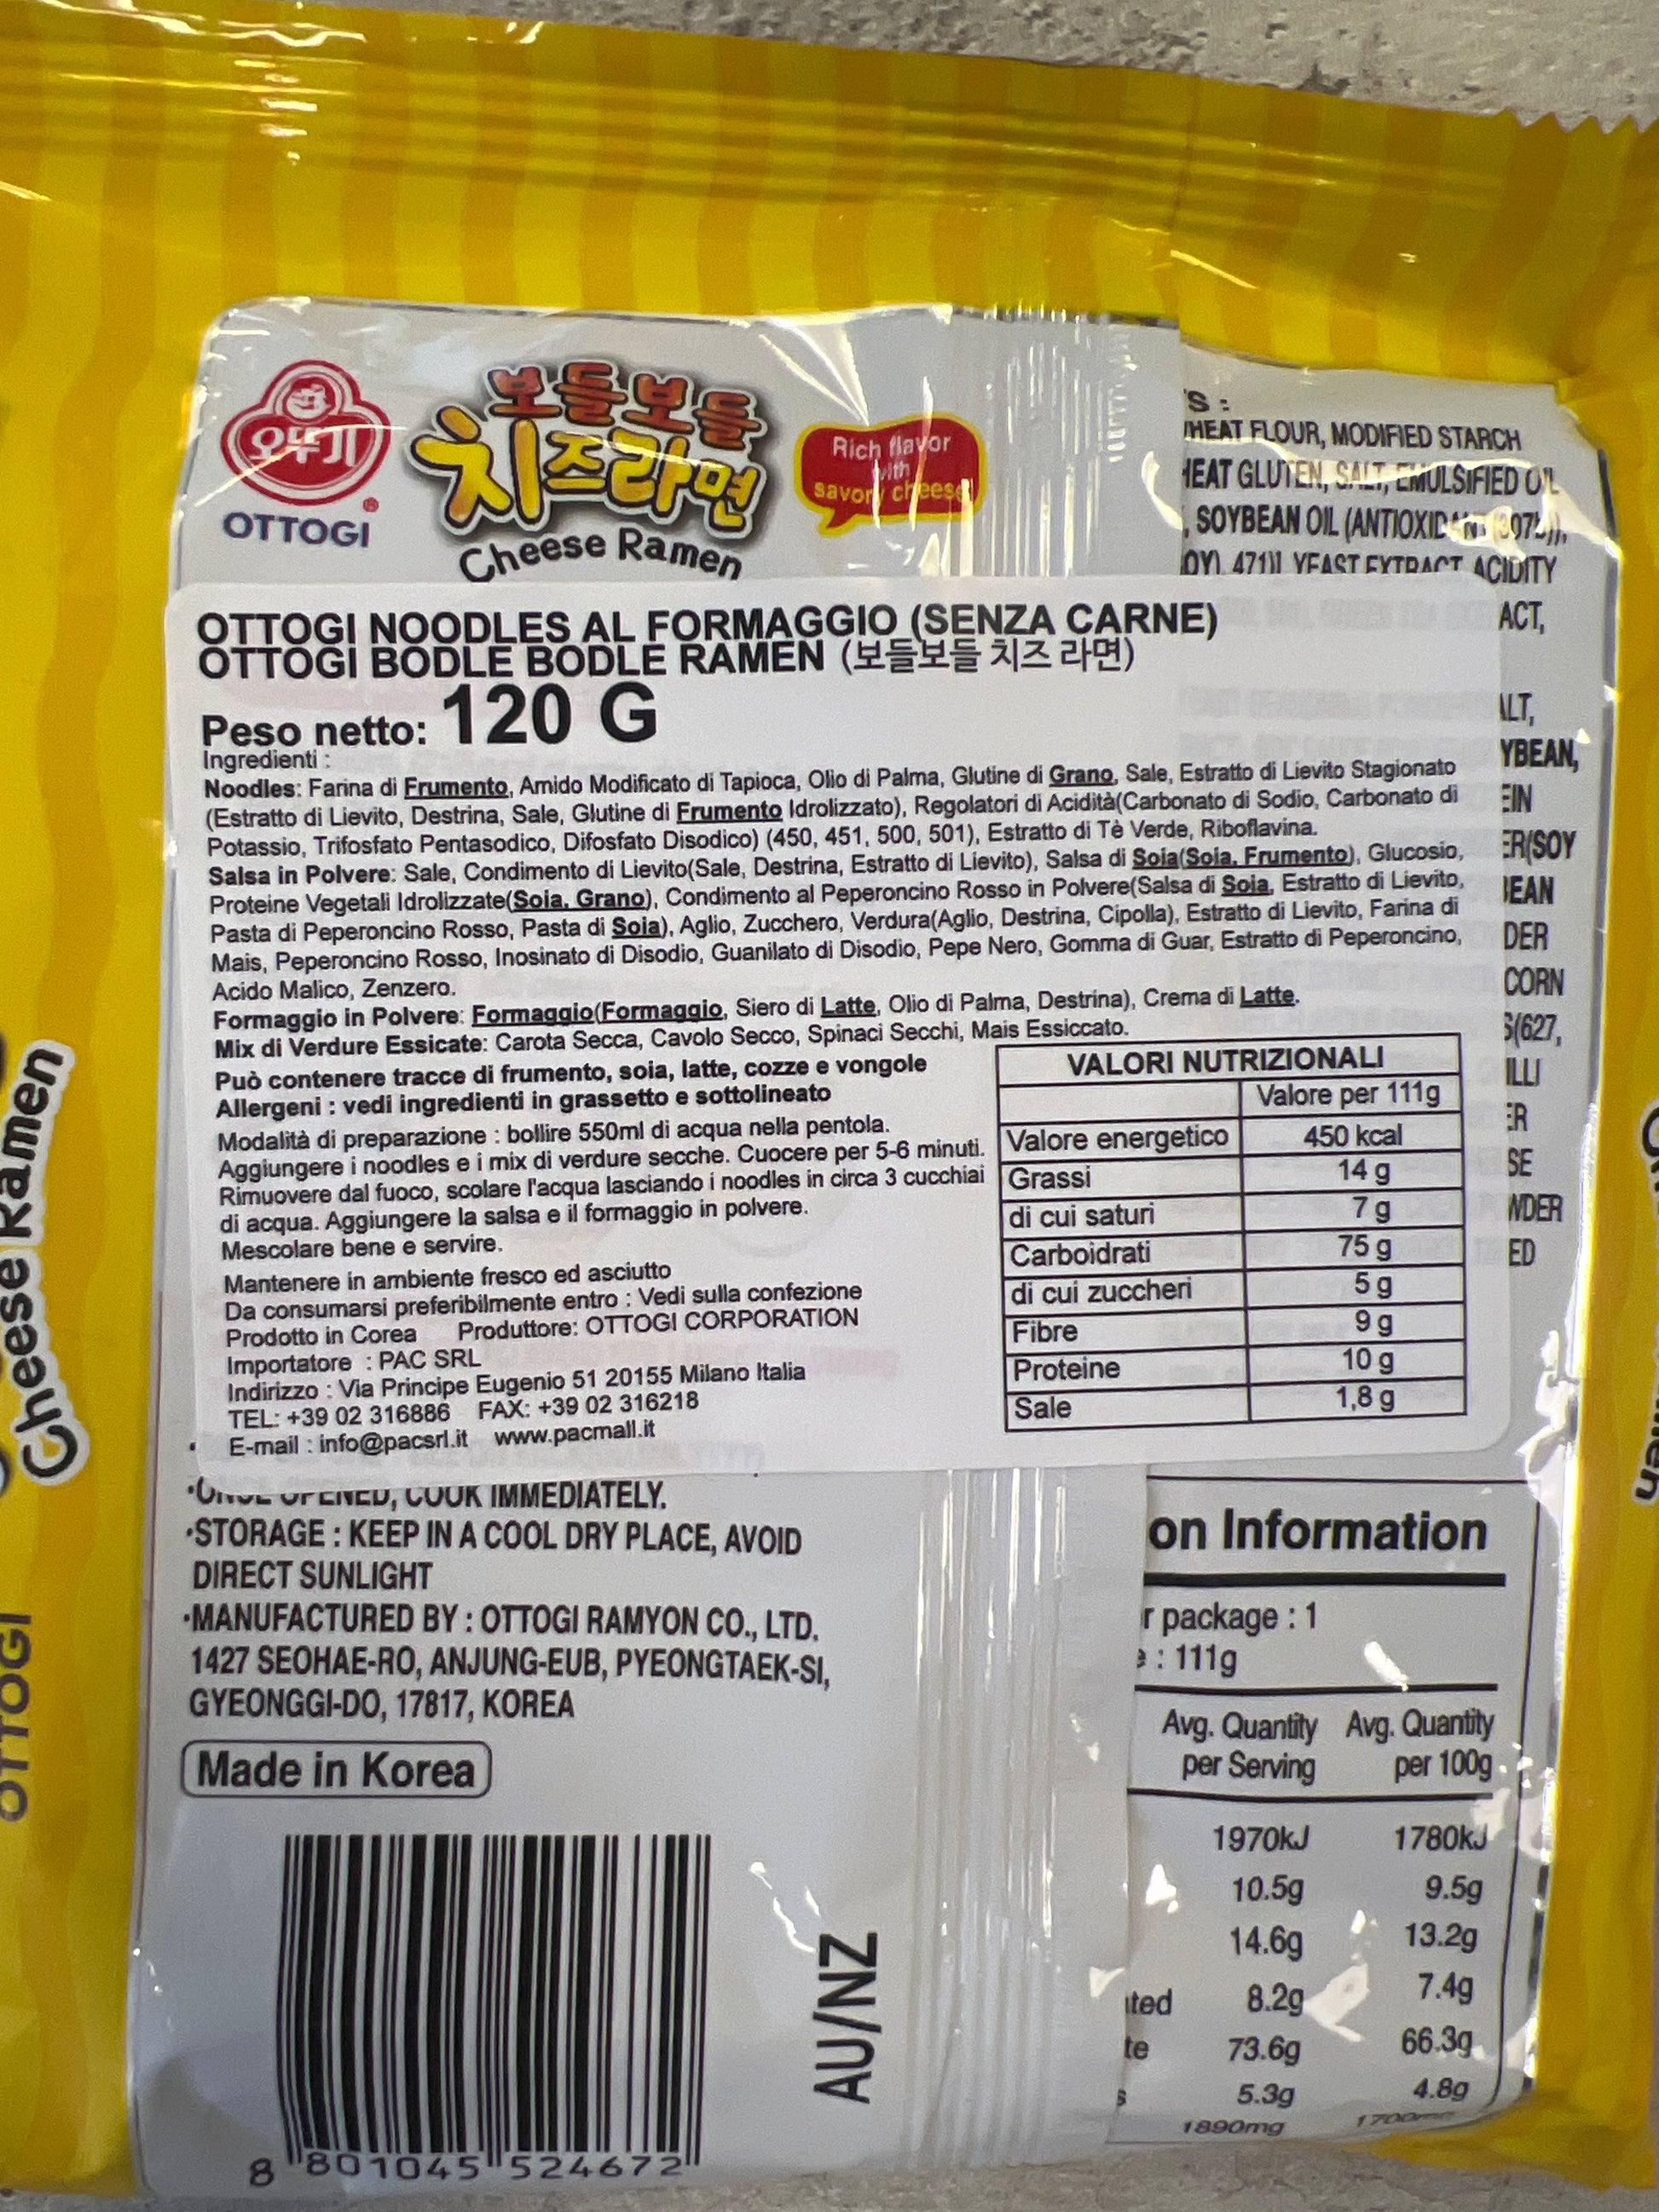 오뚜기
OTTOGI
보들보들
치즈라면
Cheese Ramen
Rich flavor
with
savory cheese
S :
HEAT FLOUR, MODIFIED STARCH
HEAT GLUTEN, SALT, EMULSIFIED OIL
, SOYBEAN OIL (ANTIOXIDANT (307b)),
OY), 471)], YEAST EXTRACT, ACIDITY
ACT,
ALT,
YBEAN,
EIN
ER(SOY
BEAN
DER
CORN
S(627,
ILLI
ER
SE
WDER
ED
OTTOGI NOODLES AL FORMAGGIO (SENZA CARNE)
OTTOGI BODLE BODLE RAMEN (보들보들 치즈 라면)
Peso netto: 120 G
Ingredienti :
Noodles: Farina di Frumento, Amido Modificato di Tapioca, Olio di Palma, Glutine di Grano, Sale, Estratto di Lievito Stagionato
(Estratto di Lievito, Destrina, Sale, Glutine di Frumento Idrolizzato), Regolatori di Acidità(Carbonato di Sodio, Carbonato di
Potassio, Trifosfato Pentasodico, Difosfato Disodico) (450, 451, 500, 501), Estratto di Tè Verde, Riboflavina.
Salsa in Polvere: Sale, Condimento di Lievito(Sale, Destrina, Estratto di Lievito), Salsa di Soia(Soia, Frumento), Glucosio,
Proteine Vegetali Idrolizzate(Soia, Grano), Condimento al Peperoncino Rosso in Polvere(Salsa di Soia, Estratto di Lievito,
Pasta di Peperoncino Rosso, Pasta di Soia), Aglio, Zucchero, Verdura(Aglio, Destrina, Cipolla), Estratto di Lievito, Farina di
Mais, Peperoncino Rosso, Inosinato di Disodio, Guanilato di Disodio, Pepe Nero, Gomma di Guar, Estratto di Peperoncino,
Acido Malico, Zenzero.
Formaggio in Polvere: Formaggio(Formaggio, Siero di Latte, Olio di Palma, Destrina), Crema di Latte.
Mix di Verdure Essicate: Carota Secca, Cavolo Secco, Spinaci Secchi, Mais Essiccato.
Può contenere tracce di frumento, soia, latte, cozze e vongole
Allergeni : vedi ingredienti in grassetto e sottolineato
Modalità di preparazione : bollire 550ml di acqua nella pentola.
Aggiungere i noodles e i mix di verdure secche. Cuocere per 5-6 minuti.
Rimuovere dal fuoco, scolare l'acqua lasciando i noodles in circa 3 cucchiai
di acqua. Aggiungere la salsa e il formaggio in polvere.
Mescolare bene e servire.
Mantenere in ambiente fresco ed asciutto
Da consumarsi preferibilmente entro : Vedi sulla confezione
Prodotto in Corea Produttore: OTTOGI CORPORATION
Importatore : PAC SRL
Indirizzo : Via Principe Eugenio 51 20155 Milano Italia
TEL: +39 02 316886 FAX: +39 02 316218
E-mail : info@pacsrl.it www.pacmall.it
VALORI NUTRIZIONALI
Valore per 111g
Valore energetico 450 kcal
Grassi 14 g
di cui saturi 7 g
Carboidrati 75 g
di cui zuccheri 5 g
Fibre 9 g
Proteine 10 g
Sale 1,8 g
•ONCE OPENED, COOK IMMEDIATELY.
•STORAGE : KEEP IN A COOL DRY PLACE, AVOID
DIRECT SUNLIGHT
•MANUFACTURED BY : OTTOGI RAMYON CO., LTD.
1427 SEOHAE-RO, ANJUNG-EUB, PYEONGTAEK-SI,
GYEONGGI-DO, 17817, KOREA
Made in Korea
8 801045 524672
AU/NZ
on Information
r package : 1
e : 111g
Avg. Quantity Avg. Quantity
per Serving per 100g
1970kJ 1780kJ
10.5g 9.5g
14.6g 13.2g
ated 8.2g 7.4g
te 73.6g 66.3g
s 5.3g 4.8g
1890mg 1700mg
Cheese Ramen
OTTOGI